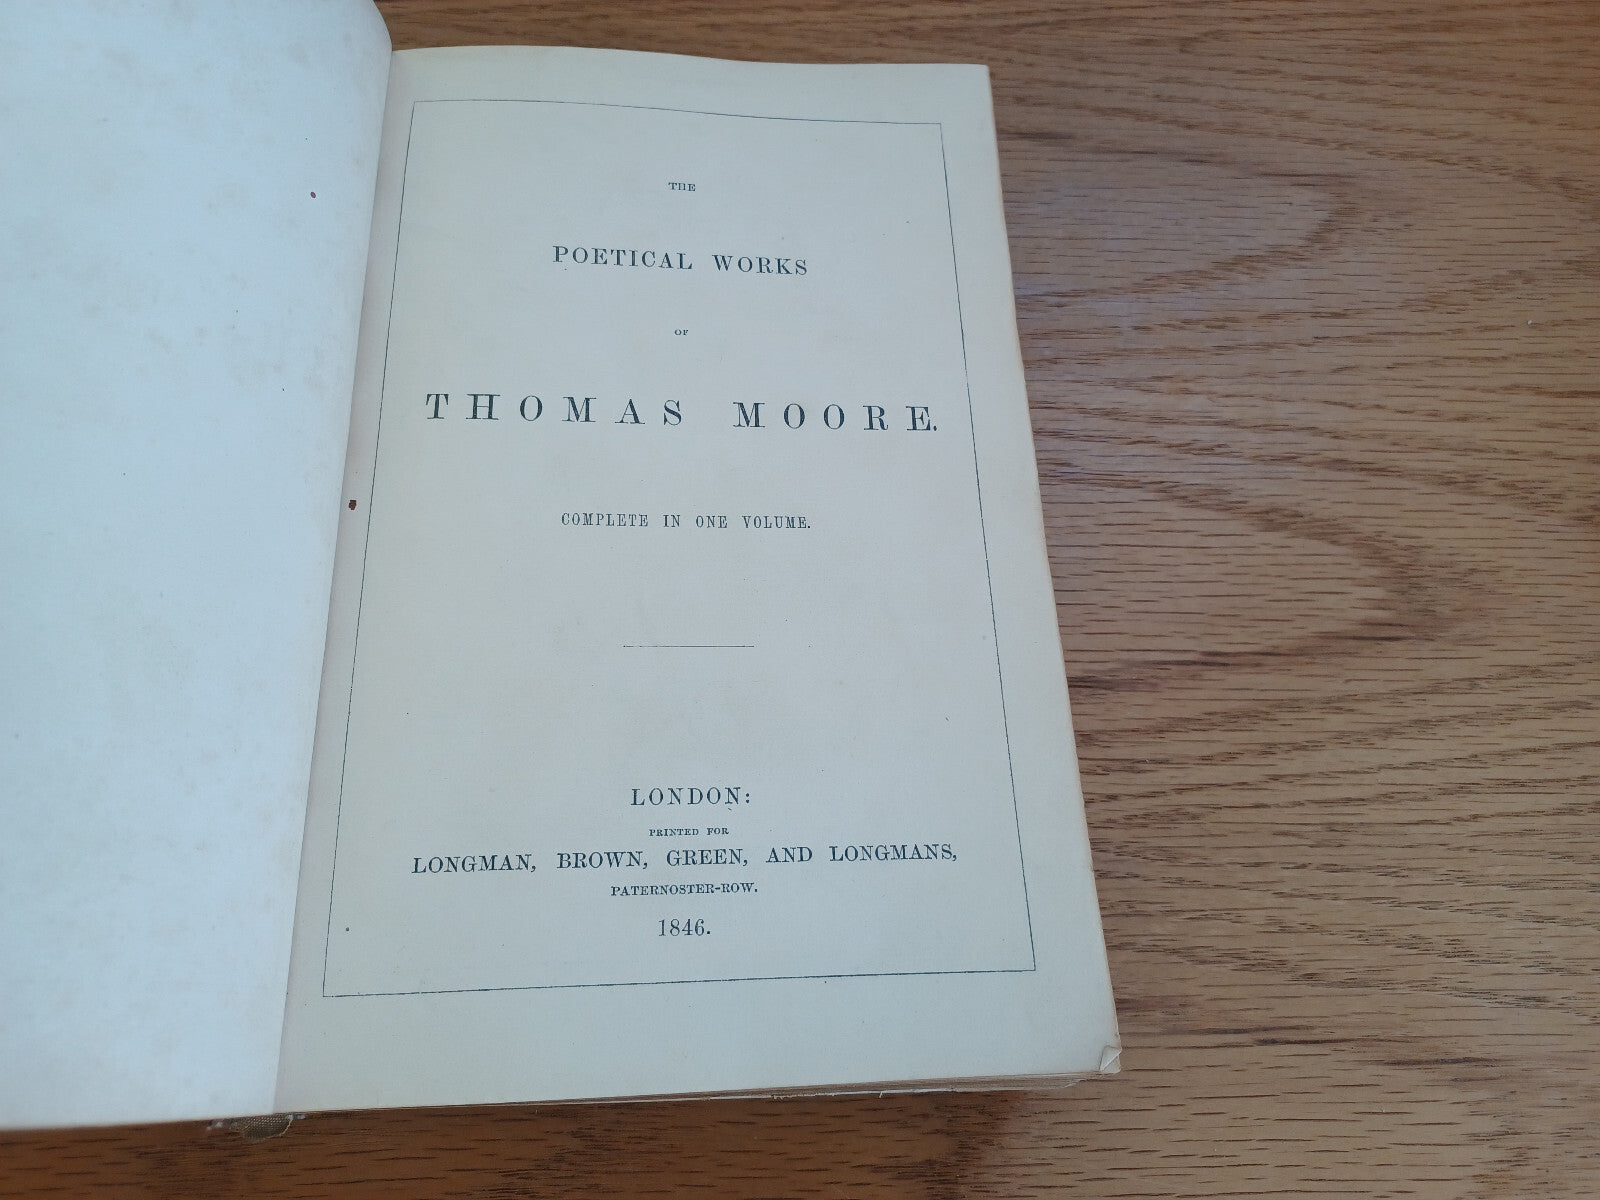 THE
POETICAL WORKS
OF
THOMAS MOORE.
COMPLETE IN ONE VOLUME.
LONDON:
PRINTED FOR
LONGMAN, BROWN, GREEN, AND LONGMANS,
PATERNOSTER-ROW.
1846.